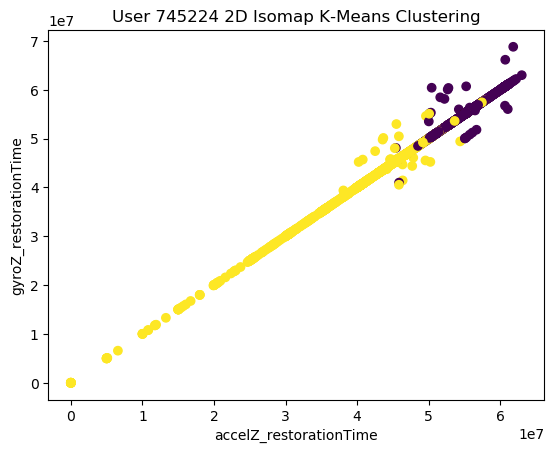 User 745224 2D Isomap K-Means Clustering
1e7
7
6
5
4
3
2
1
0
gyroZ_restorationTime
0 1 2 3 4 5 6
1e7
accelZ_restorationTime